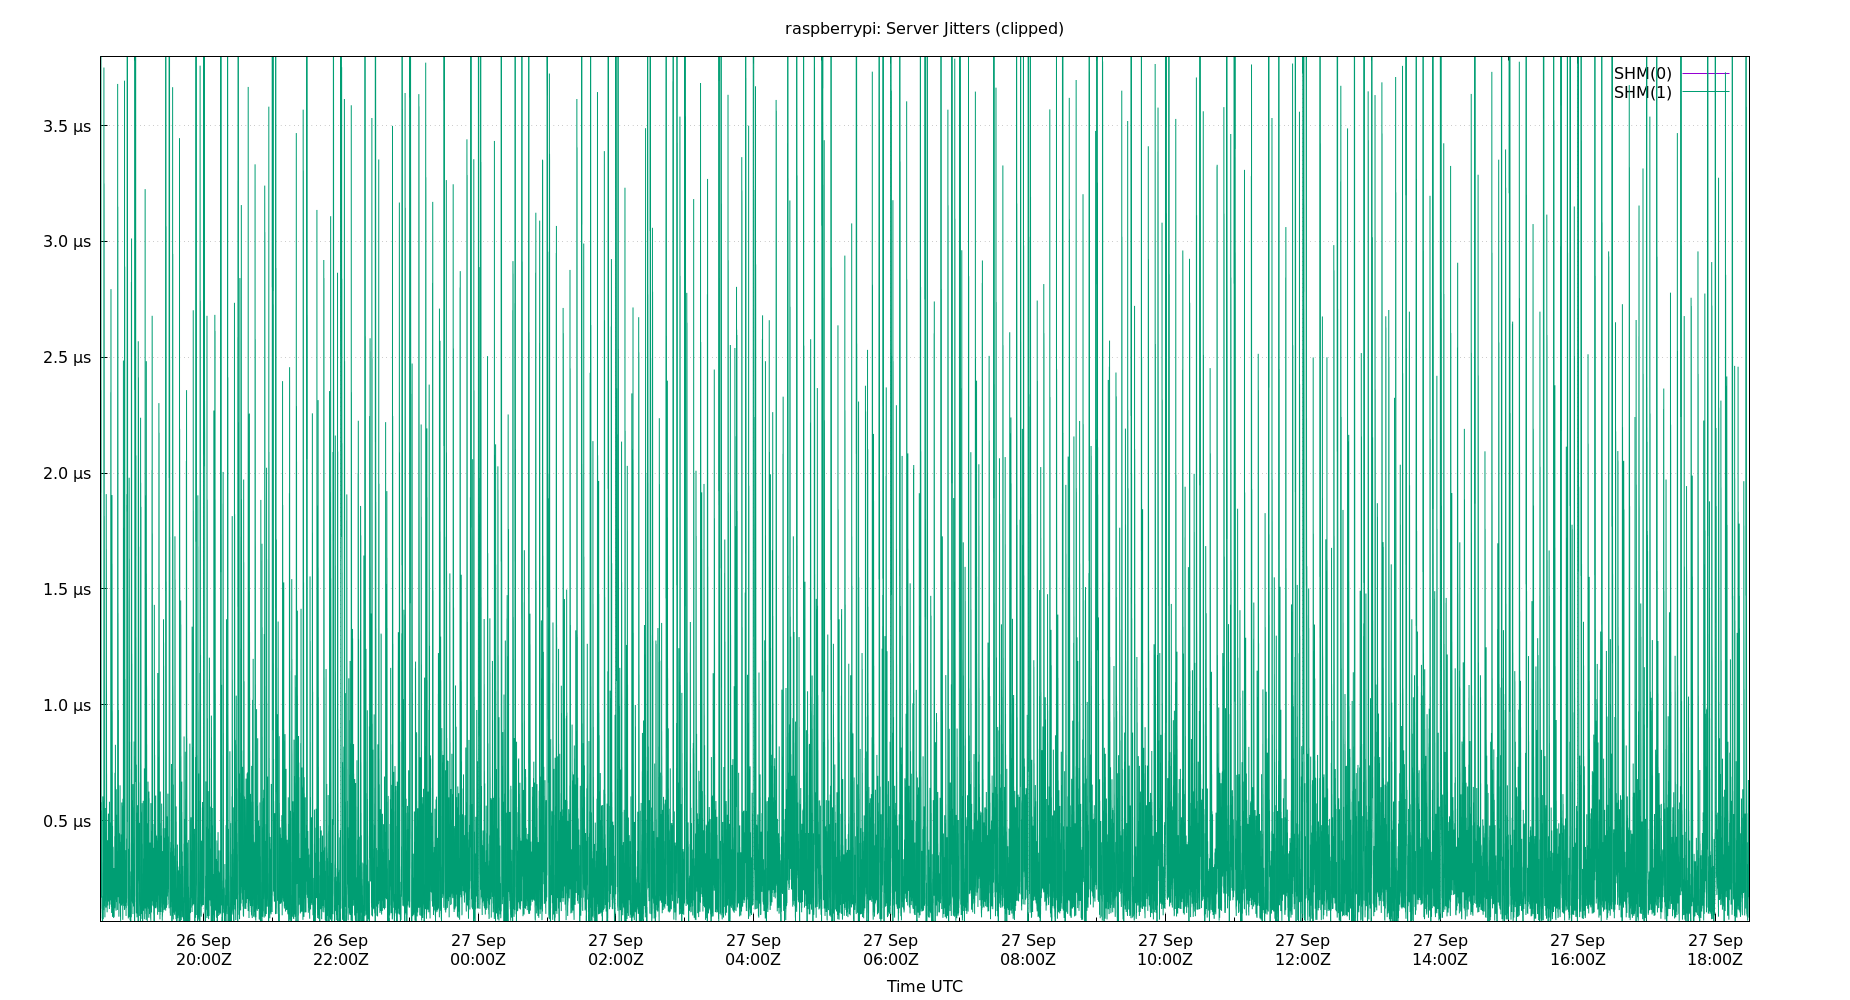 raspberrypi: Server Jitters (clipped)
SHM(0)
SHM(1)
3.5 µs
3.0 µs
2.5 µs
2.0 µs
1.5 µs
1.0 µs
0.5 µs
26 Sep 26 Sep 27 Sep 27 Sep 27 Sep 27 Sep 27 Sep 27 Sep 27 Sep 27 Sep 27 Sep 27 Sep
20:00Z 22:00Z 00:00Z 02:00Z 04:00Z 06:00Z 08:00Z 10:00Z 12:00Z 14:00Z 16:00Z 18:00Z
Time UTC